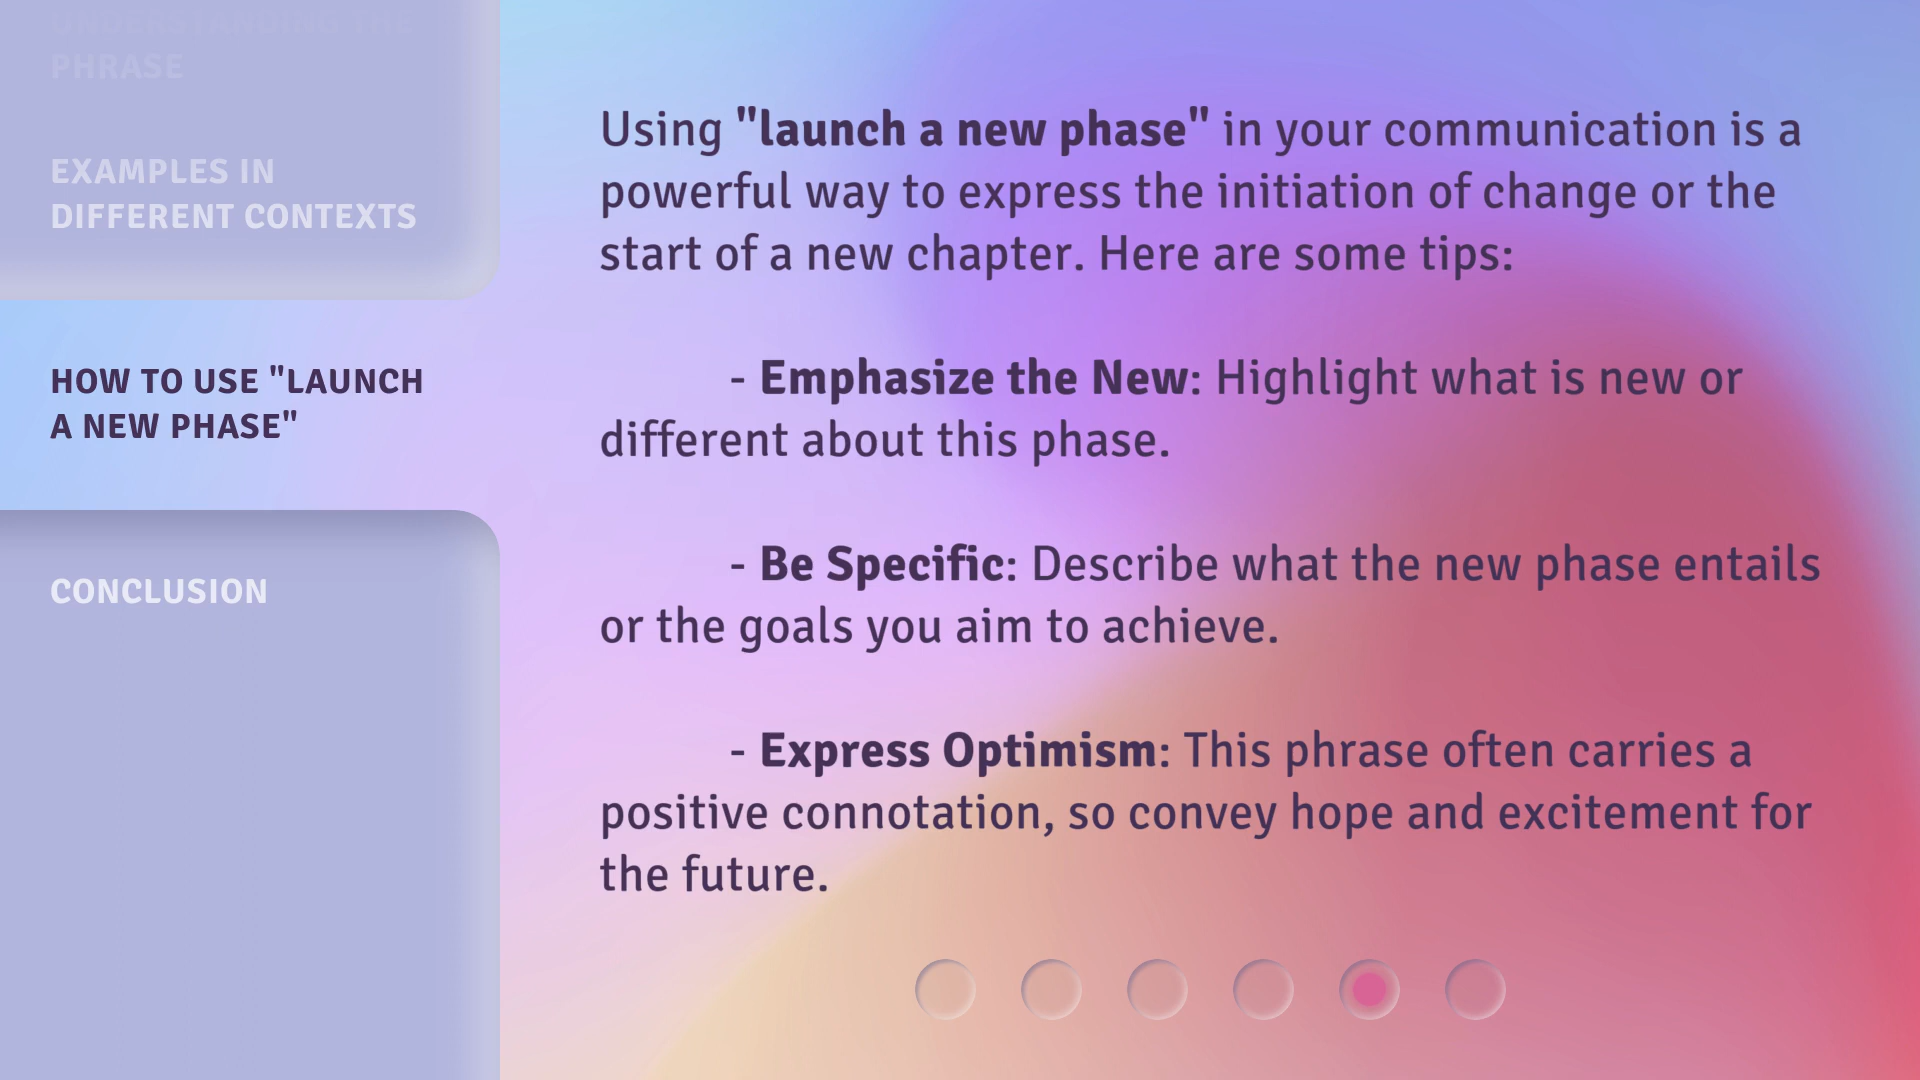 UNDERSTANDING THE
PHRASE
EXAMPLES IN
DIFFERENT CONTEXTS
HOW TO USE "LAUNCH
A NEW PHASE"
CONCLUSION
Using "launch a new phase" in your communication is a
powerful way to express the initiation of change or the
start of a new chapter. Here are some tips:
- Emphasize the New: Highlight what is new or
different about this phase.
- Be Specific: Describe what the new phase entails
or the goals you aim to achieve.
- Express Optimism: This phrase often carries a
positive connotation, so convey hope and excitement for
the future.